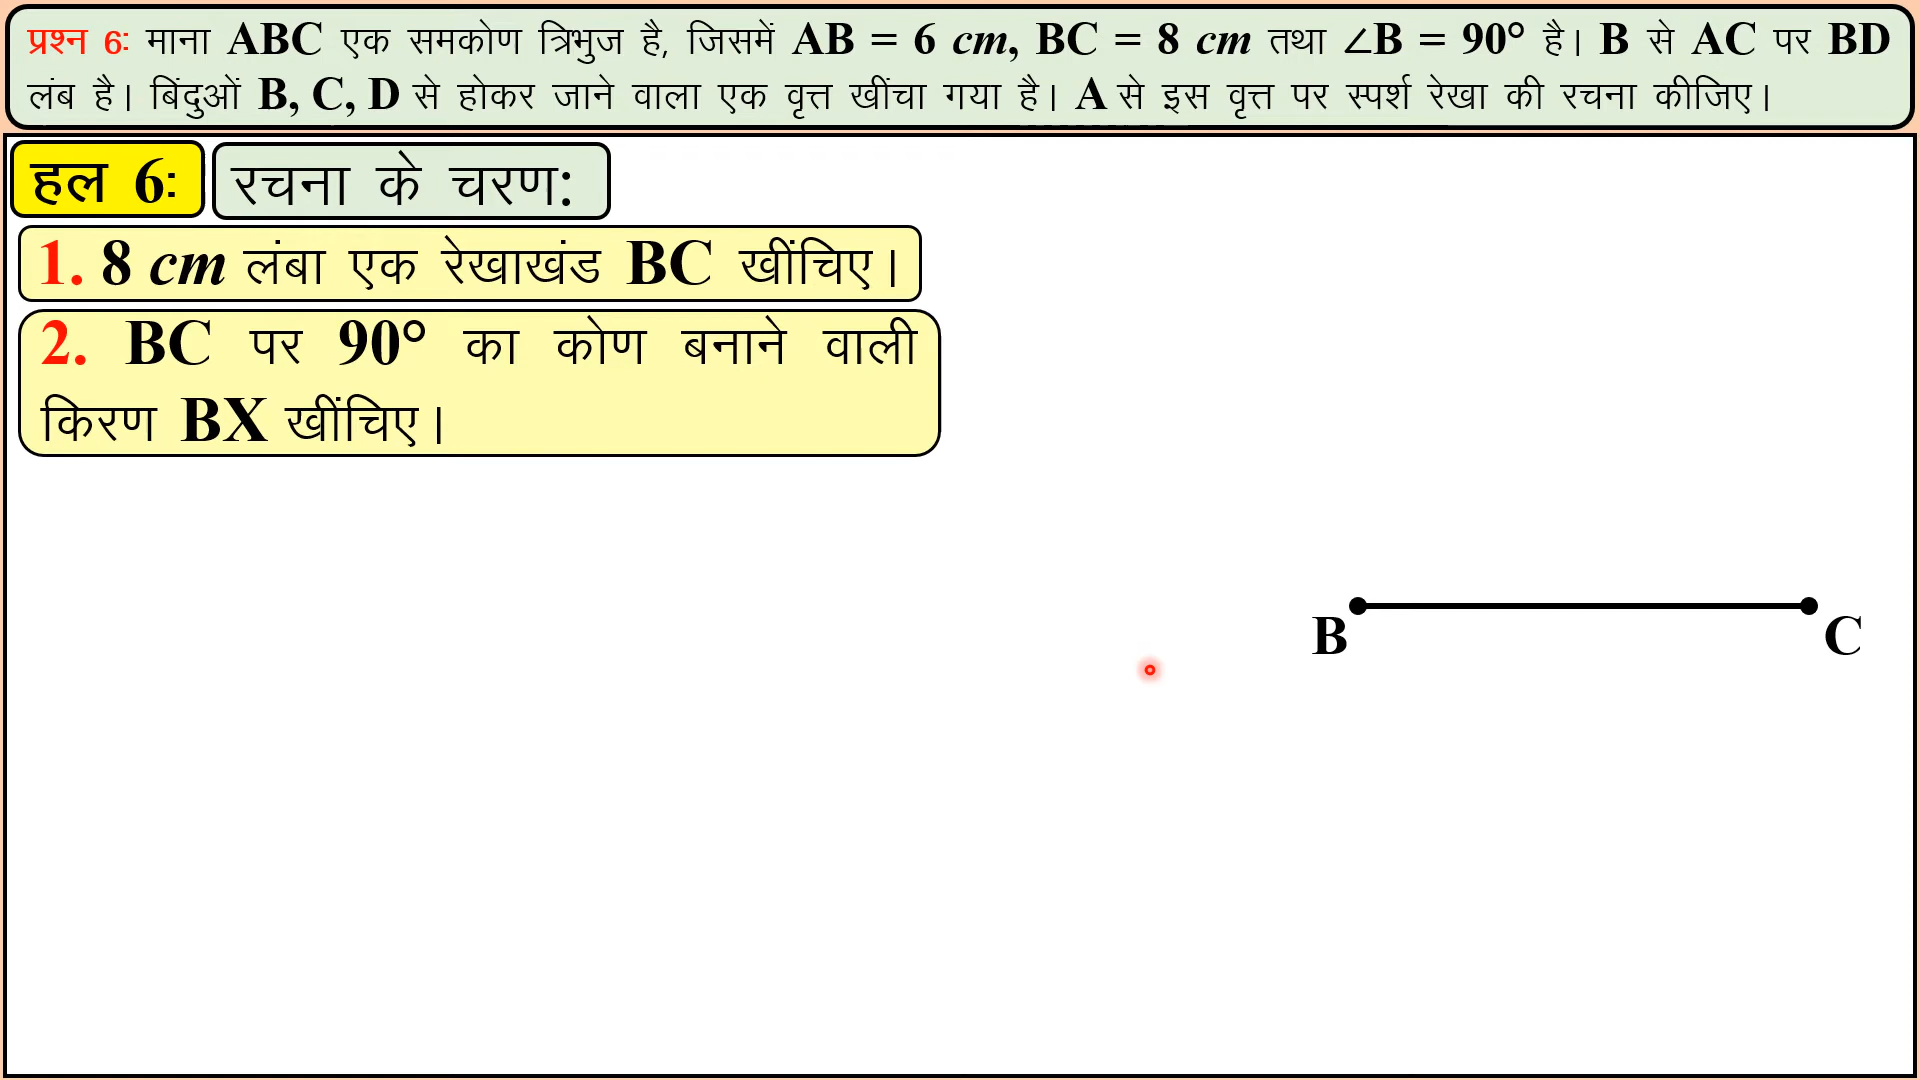 प्रश्न 6: माना ABC एक समकोण त्रिभुज है, जिसमें AB = 6 cm, BC = 8 cm तथा ∠B = 90° है। B से AC पर BD
लंब है। बिंदुओं B, C, D से होकर जाने वाला एक वृत्त खींचा गया है। A से इस वृत्त पर स्पर्श रेखा की रचना कीजिए।
हल 6: रचना के चरण:
1. 8 cm लंबा एक रेखाखंड BC खींचिए।
2. BC पर 90° का कोण बनाने वाली
किरण BX खींचिए।
B C